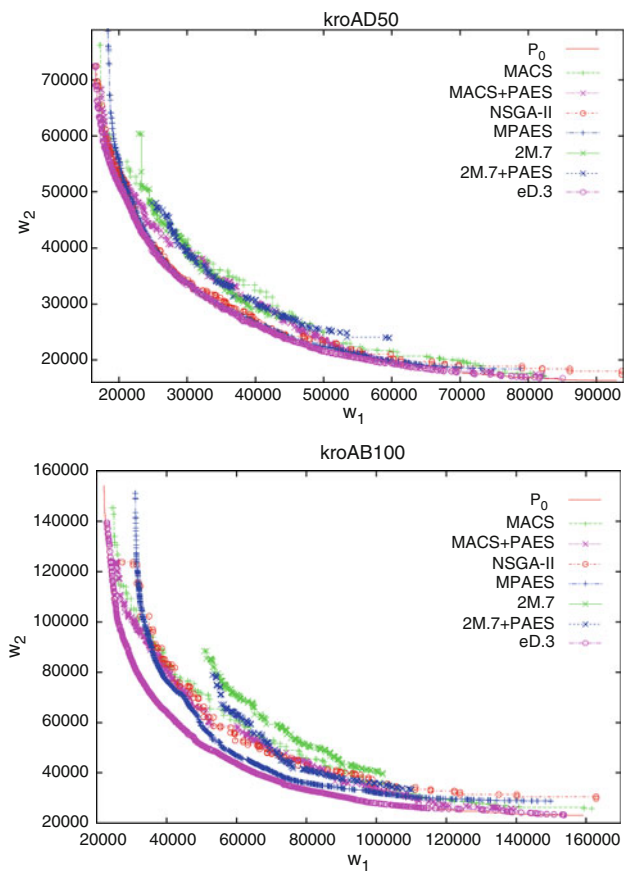 kroAD50
70000
60000
50000
40000
30000
20000
w2
P0
MACS
MACS+PAES
NSGA-II
MPAES
2M.7
2M.7+PAES
eD.3
20000 30000 40000 50000 60000 70000 80000 90000
w1
kroAB100
160000
140000
120000
100000
80000
60000
40000
20000
w2
P0
MACS
MACS+PAES
NSGA-II
MPAES
2M.7
2M.7+PAES
eD.3
20000 40000 60000 80000 100000 120000 140000 160000
w1